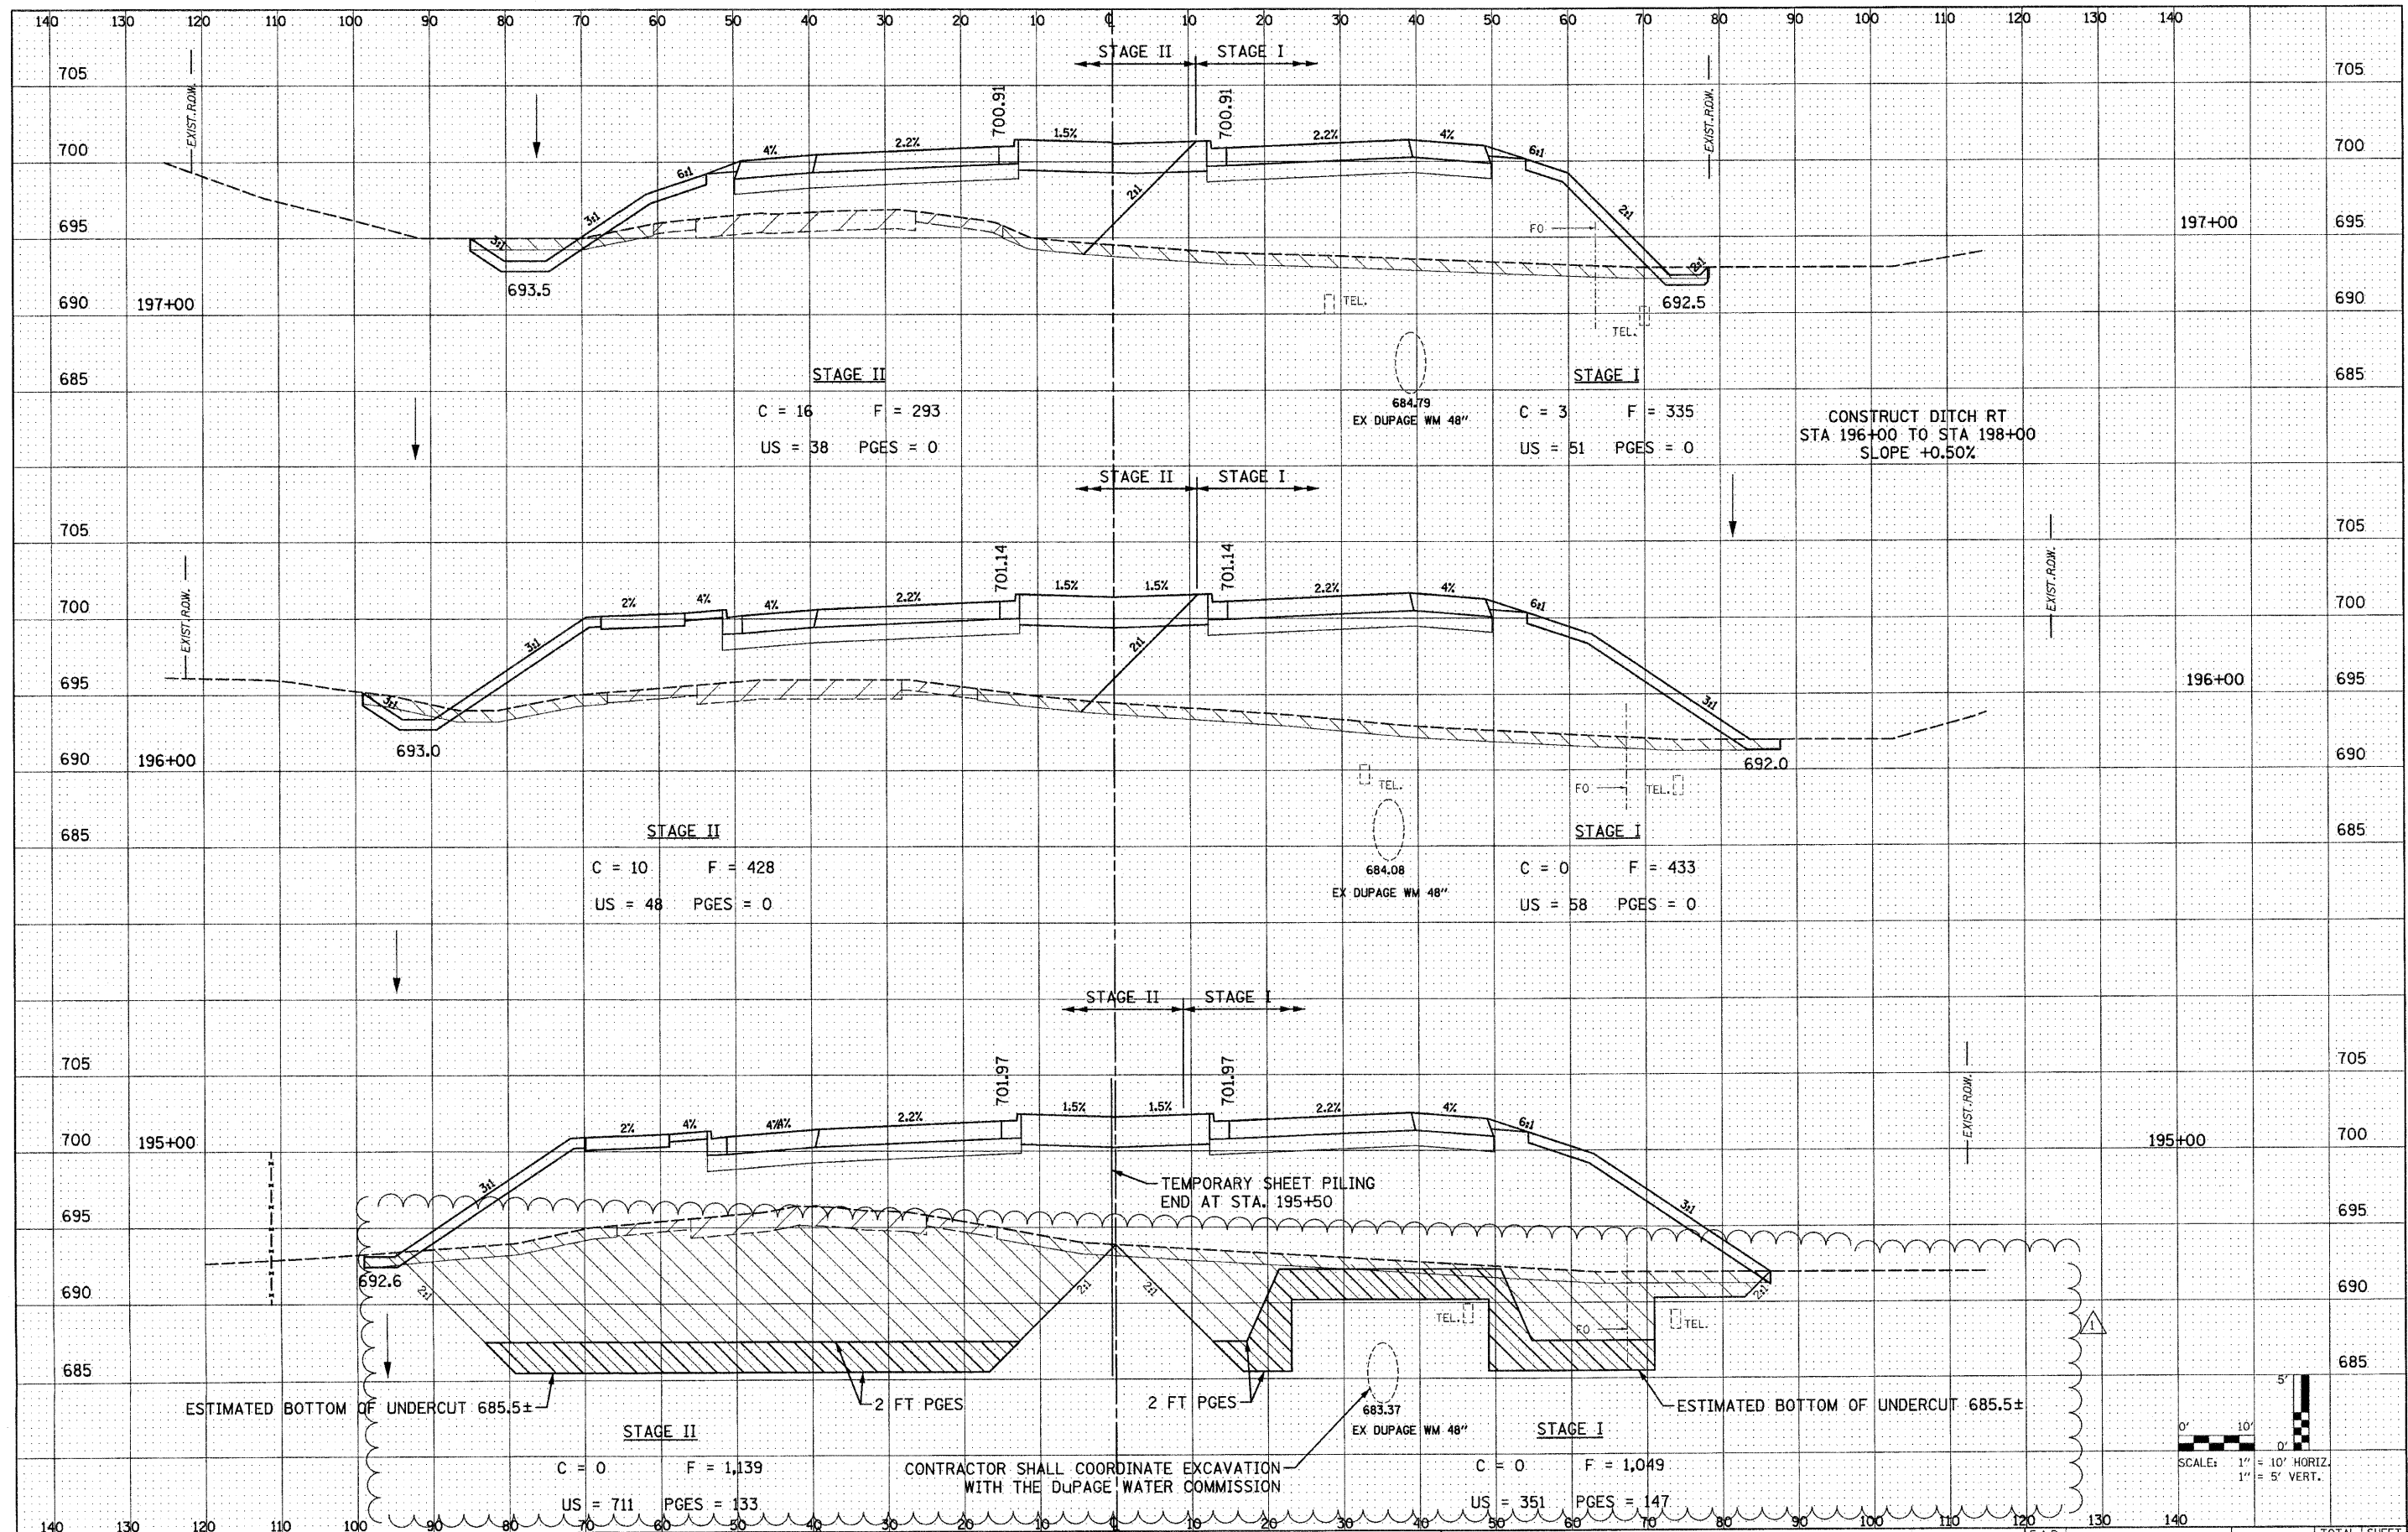 140 130 120 110 100 90 80 70 60 50 40 30 20 10 ℄ 10 20 30 40 50 60 70 80 90 100 110 120 130 140
STAGE II STAGE I
705 705
EXIST.R.O.W. EXIST.R.O.W.
700.91 700.91
700 6:1 4% 2.2% 1.5% 2.2% 4% 6:1 700
3:1 2:1 2:1
695 3:1 FO 2:1 197+00 695
693.5 692.5
690 197+00 TEL. TEL. 690
685 685
STAGE II STAGE I
684.79
EX DUPAGE WM 48"
C = 16 F = 293
US = 38 PGES = 0
C = 3 F = 335
US = 51 PGES = 0
CONSTRUCT DITCH RT
STA 196+00 TO STA 198+00
SLOPE +0.50%
STAGE II STAGE I
705 705
EXIST.R.O.W. EXIST.R.O.W.
701.14 701.14
700 2% 4% 4% 2.2% 1.5% 1.5% 2.2% 4% 6:1 700
3:1 2:1 3:1
695 3:1 196+00 695
693.0 692.0
690 196+00 TEL. FO TEL. 690
685 685
STAGE II STAGE I
684.08
EX DUPAGE WM 48"
C = 10 F = 428
US = 48 PGES = 0
C = 0 F = 433
US = 58 PGES = 0
STAGE II STAGE I
705 705
EXIST.R.O.W.
701.97 701.97
700 195+00 2% 4% 4% 4% 2.2% 1.5% 1.5% 2.2% 4% 6:1 195+00 700
3:1 3:1
TEMPORARY SHEET PILING
END AT STA. 195+50
695 695
692.6
690 2:1 2:1 2:1 2:1 690
TEL. FO TEL. 1
685 685
ESTIMATED BOTTOM OF UNDERCUT 685.5±
2 FT PGES
2 FT PGES
ESTIMATED BOTTOM OF UNDERCUT 685.5±
683.37
EX DUPAGE WM 48"
STAGE II STAGE I
C = 0 F = 1,139
US = 711 PGES = 133
CONTRACTOR SHALL COORDINATE EXCAVATION
WITH THE DuPAGE WATER COMMISSION
C = 0 F = 1,049
US = 351 PGES = 147
5'
0' 10' 0'
SCALE: 1" = 10' HORIZ.
1" = 5' VERT.
140 130 120 110 100 90 80 70 60 50 40 30 20 10 ℄ 10 20 30 40 50 60 70 80 90 100 110 120 130 140